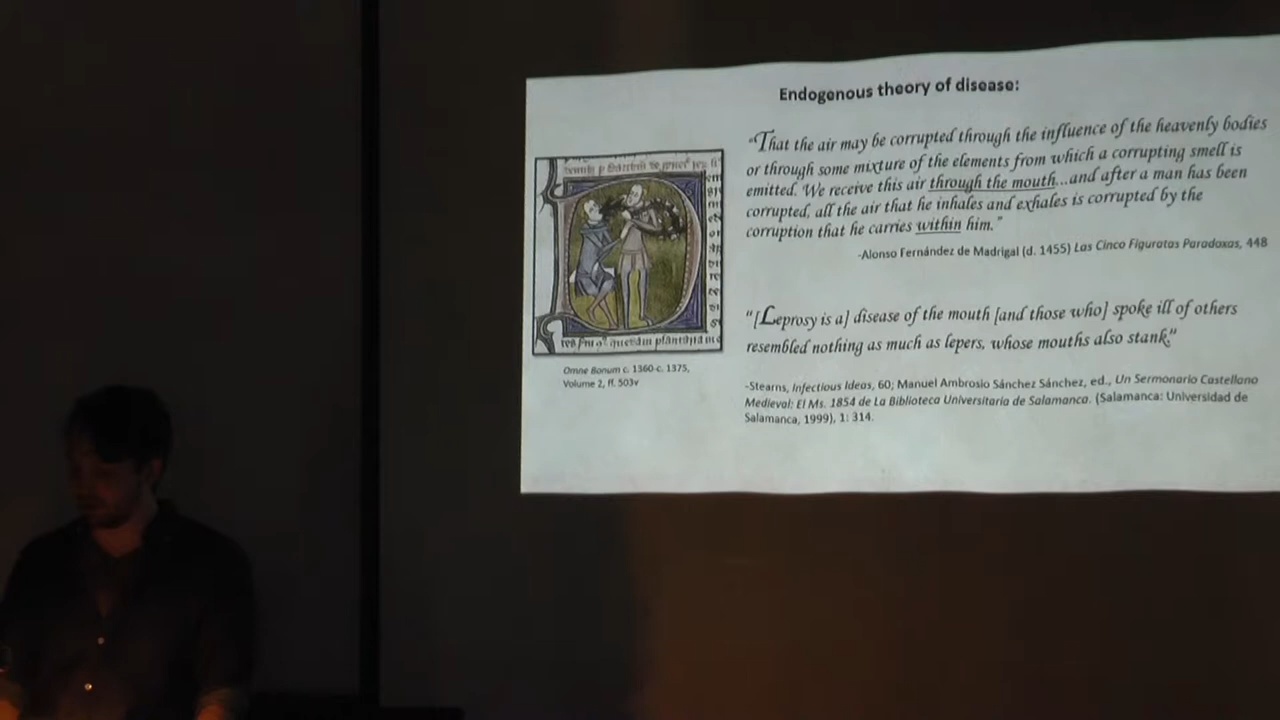 Endogenous theory of disease:
“That the air may be corrupted through the influence of the heavenly bodies
or through some mixture of the elements from which a corrupting smell is
emitted. We receive this air through the mouth...and after a man has been
corrupted, all the air that he inhales and exhales is corrupted by the
corruption that he carries within him.”
-Alonso Fernández de Madrigal (d. 1455) Las Cinco Figuratas Paradoxas, 448
“[Leprosy is a] disease of the mouth [and those who] spoke ill of others
resembled nothing as much as lepers, whose mouths also stank.”
-Stearns, Infectious Ideas, 60; Manuel Ambrosio Sánchez Sánchez, ed., Un Sermonario Castellano
Medieval: El Ms. 1854 de La Biblioteca Universitaria de Salamanca. (Salamanca: Universidad de
Salamanca, 1999), 1: 314.
Omne Bonum c. 1360-c. 1375,
Volume 2, ff. 503v